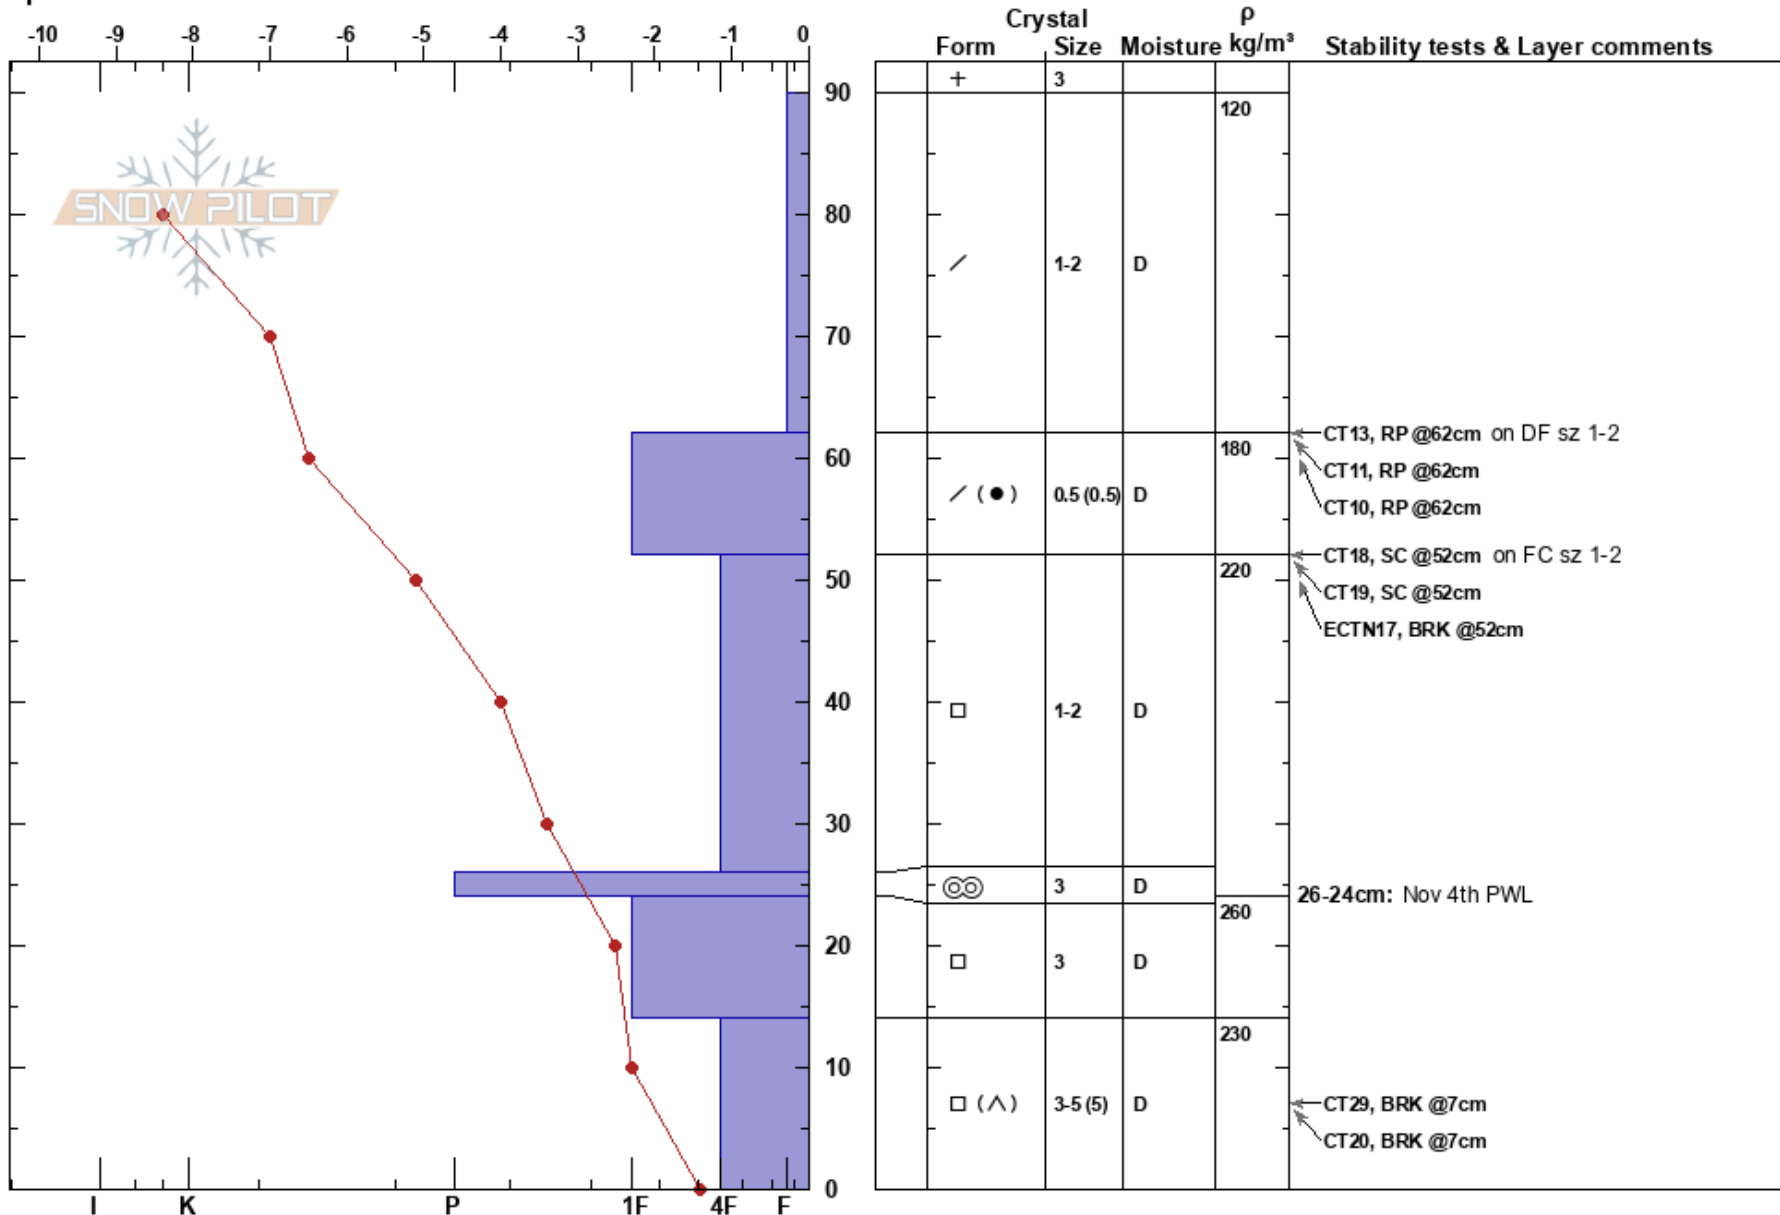 Crystal ρ
-10 -9 -8 -7 -6 -5 -4 -3 -2 -1 0 Form Size Moisture kg/m³ Stability tests & Layer comments
+ 3
90
120
SNOW PILOT
80
/ 1-2 D
70
CT13, RP @62cm on DF sz 1-2
180
60 CT11, RP @62cm
/ (●) 0.5 (0.5) D
CT10, RP @62cm
CT18, SC @52cm on FC sz 1-2
50 220
CT19, SC @52cm
ECTN17, BRK @52cm
40
□ 1-2 D
30
3 D
26-24cm: Nov 4th PWL
260
20
□ 3 D
230
10
□ (∧) 3-5 (5) D CT29, BRK @7cm
CT20, BRK @7cm
0
I K P 1F 4F F